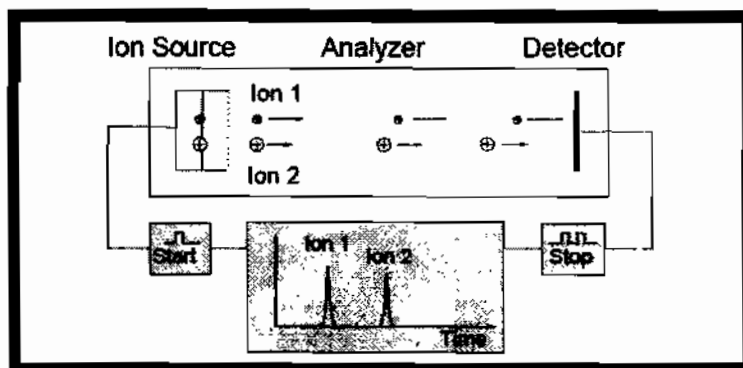 Ion Source Analyzer Detector
Ion 1
Ion 2
Start
Ion 1 Ion 2
Stop
Time